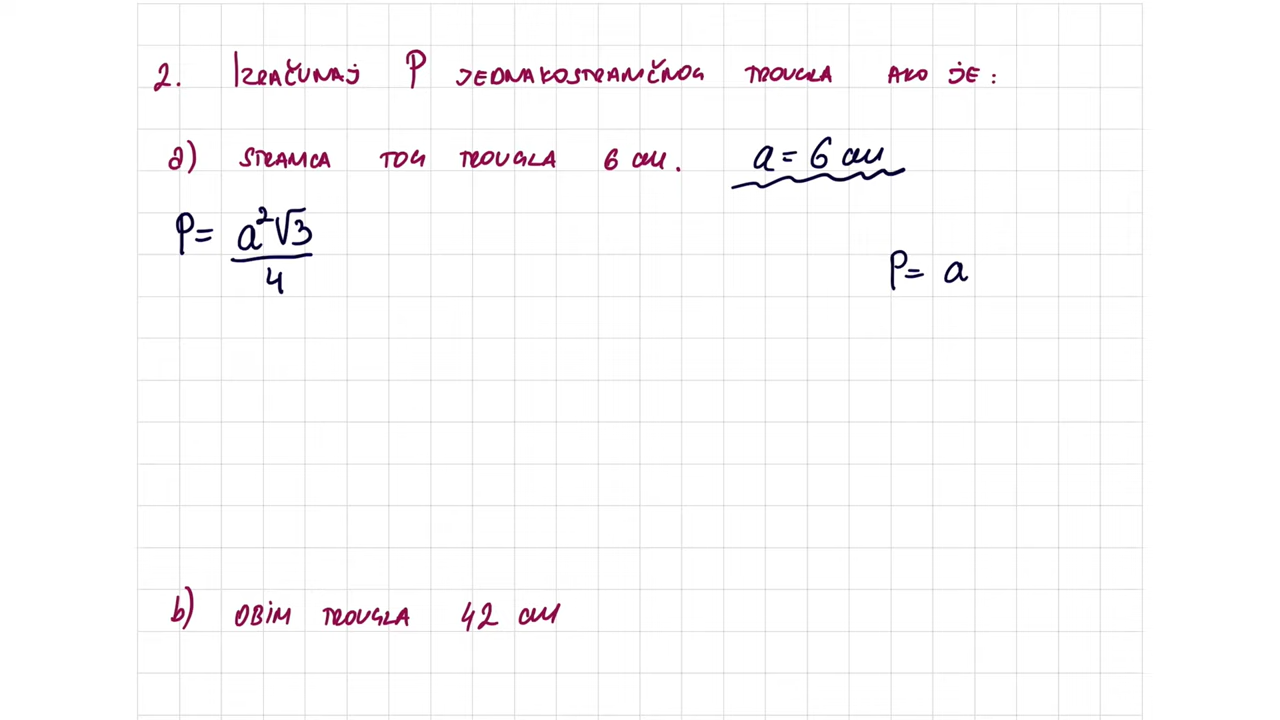 2. IZRAČUNAJ P JEDNAKOSTRANIČNOG TROUGLA AKO JE:
a) STRANICA TOG TROUGLA 6 cm. a = 6 cm
P = a²√3
4
P = a
b) OBIM TROUGLA 42 cm